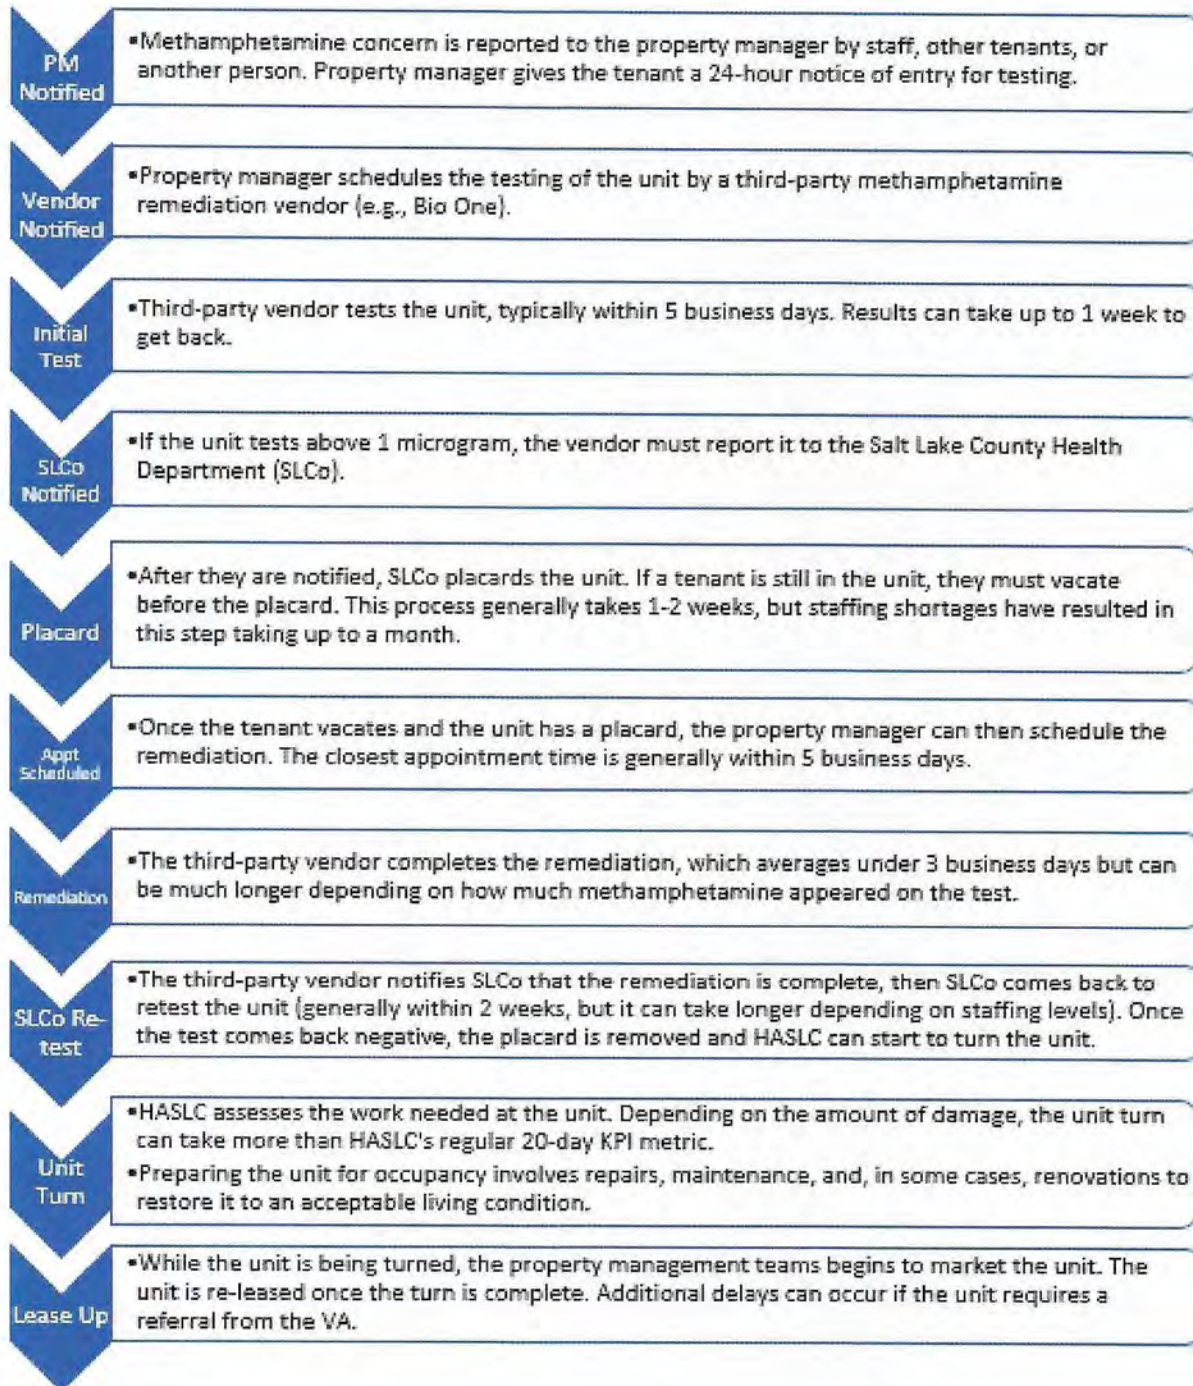 PM
Notified
▪Methamphetamine concern is reported to the property manager by staff, other tenants, or
another person. Property manager gives the tenant a 24-hour notice of entry for testing.
Vendor
Notified
▪Property manager schedules the testing of the unit by a third-party methamphetamine
remediation vendor (e.g., Bio One).
Initial
Test
▪Third-party vendor tests the unit, typically within 5 business days. Results can take up to 1 week to
get back.
SLCo
Notified
▪If the unit tests above 1 microgram, the vendor must report it to the Salt Lake County Health
Department (SLCo).
Placard
▪After they are notified, SLCo placards the unit. If a tenant is still in the unit, they must vacate
before the placard. This process generally takes 1-2 weeks, but staffing shortages have resulted in
this step taking up to a month.
Appt
Scheduled
▪Once the tenant vacates and the unit has a placard, the property manager can then schedule the
remediation. The closest appointment time is generally within 5 business days.
Remediation
▪The third-party vendor completes the remediation, which averages under 3 business days but can
be much longer depending on how much methamphetamine appeared on the test.
SLCo Re-
test
▪The third-party vendor notifies SLCo that the remediation is complete, then SLCo comes back to
retest the unit (generally within 2 weeks, but it can take longer depending on staffing levels). Once
the test comes back negative, the placard is removed and HASLC can start to turn the unit.
Unit
Turn
▪HASLC assesses the work needed at the unit. Depending on the amount of damage, the unit turn
can take more than HASLC's regular 20-day KPI metric.
▪Preparing the unit for occupancy involves repairs, maintenance, and, in some cases, renovations to
restore it to an acceptable living condition.
Lease Up
▪While the unit is being turned, the property management teams begins to market the unit. The
unit is re-leased once the turn is complete. Additional delays can occur if the unit requires a
referral from the VA.